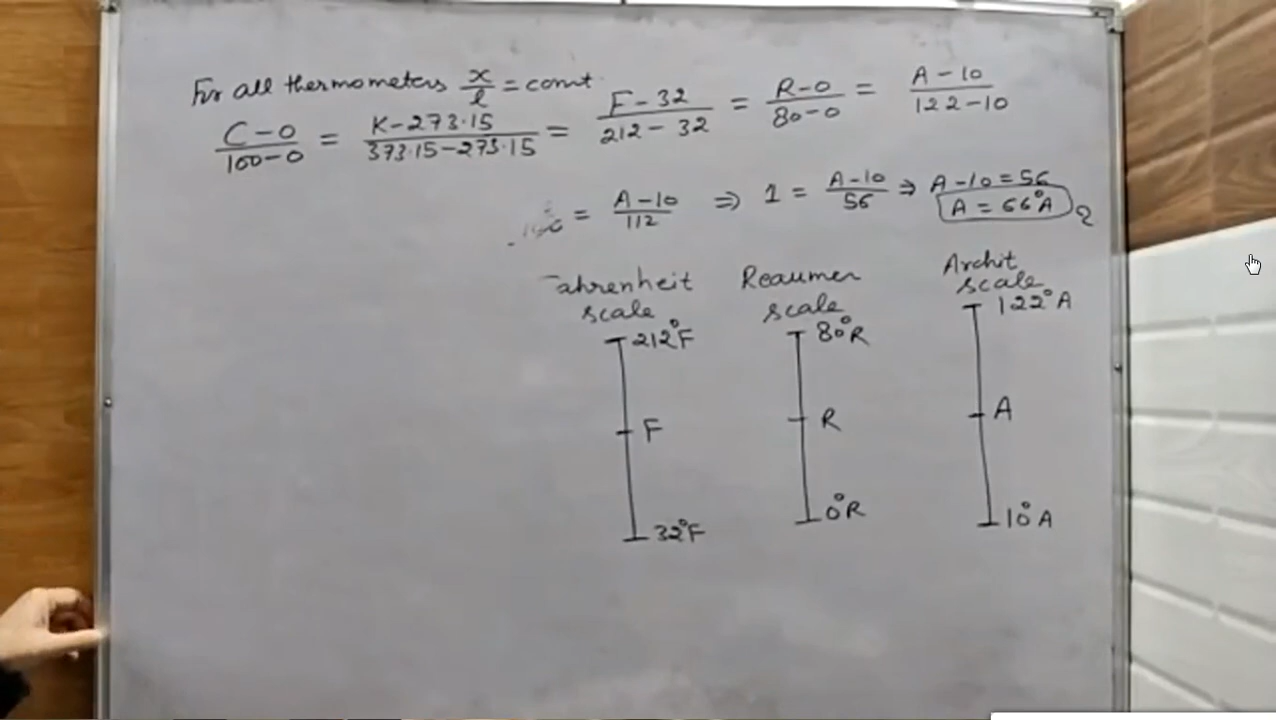 For all thermometers x/l = const
(C-0)/(100-0) = (K-273.15)/(373.15-273.15) = (F-32)/(212-32) = (R-0)/(80-0) = (A-10)/(122-10)
= (A-10)/112 ⇒ 1 = (A-10)/56 ⇒ A-10 = 56
A = 66°A
ahrenheit scale
Reaumer scale
Archit scale
212°F
F
32°F
80°R
R
0°R
122°A
A
10°A